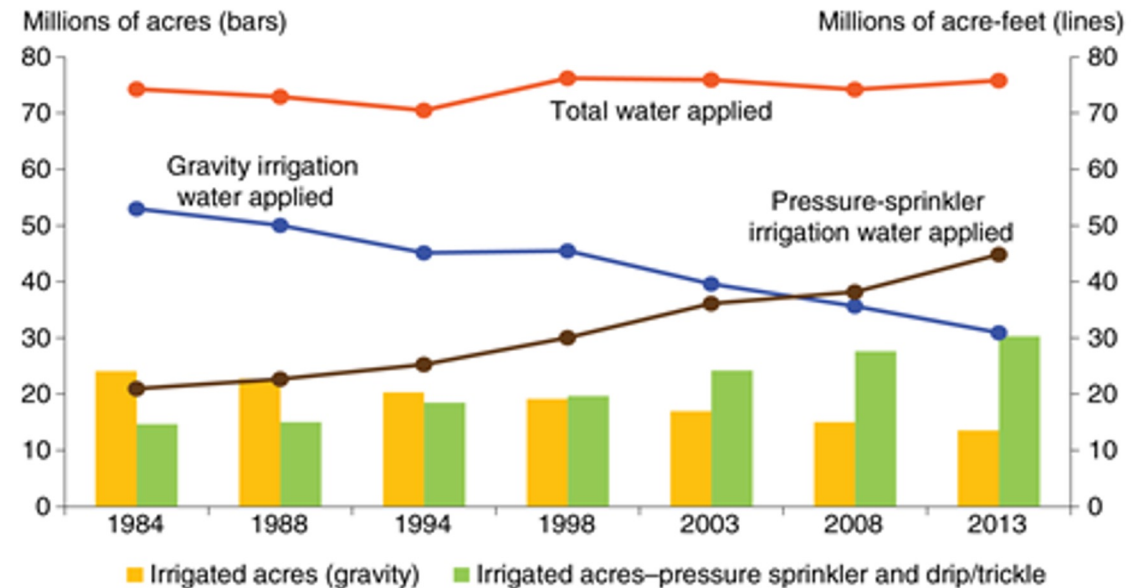 Millions of acres (bars)
Millions of acre-feet (lines)
80
80
70
70
Total water applied
60
60
Gravity irrigation
water applied
50
50
Pressure-sprinkler
irrigation water applied
40
40
30
30
20
20
10
10
0
0
1984
1988
1994
1998
2003
2008
2013
Irrigated acres (gravity)
Irrigated acres–pressure sprinkler and drip/trickle